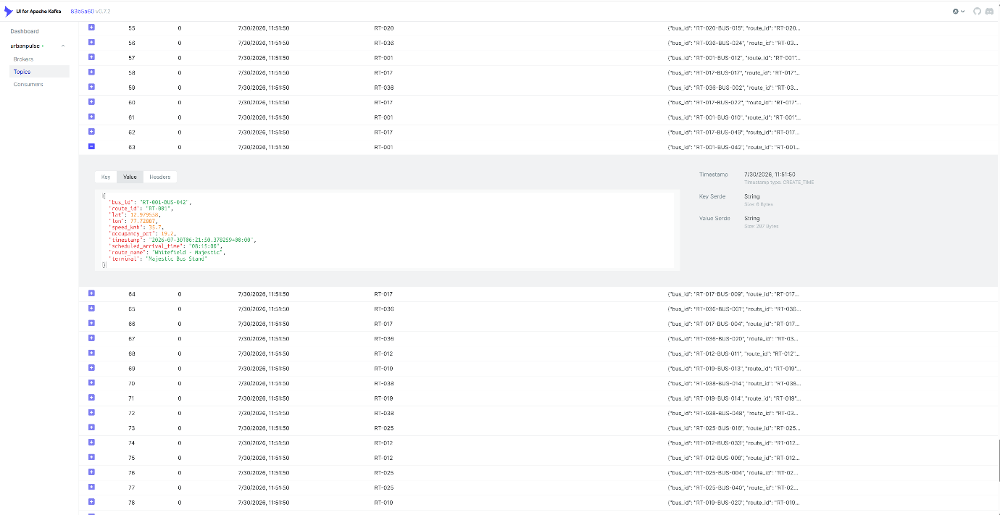 UI for Apache Kafka 83b5a60 v0.7.2
Dashboard
urbanpulse
Brokers
Topics
Consumers
55 0 7/30/2026, 11:51:50 RT-020 {"bus_id": "RT-020-BUS-015", "route_id": "RT-020...
56 0 7/30/2026, 11:51:50 RT-036 {"bus_id": "RT-036-BUS-024", "route_id": "RT-03...
57 0 7/30/2026, 11:51:50 RT-001 {"bus_id": "RT-001-BUS-012", "route_id": "RT-001"...
58 0 7/30/2026, 11:51:50 RT-017 {"bus_id": "RT-017-BUS-017", "route_id": "RT-017"...
59 0 7/30/2026, 11:51:50 RT-036 {"bus_id": "RT-036-BUS-002", "route_id": "RT-03...
60 0 7/30/2026, 11:51:50 RT-017 {"bus_id": "RT-017-BUS-022", "route_id": "RT-017"...
61 0 7/30/2026, 11:51:50 RT-001 {"bus_id": "RT-001-BUS-010", "route_id": "RT-001"...
62 0 7/30/2026, 11:51:50 RT-017 {"bus_id": "RT-017-BUS-049", "route_id": "RT-017...
63 0 7/30/2026, 11:51:50 RT-001 {"bus_id": "RT-001-BUS-042", "route_id": "RT-001...
Key Value Headers
{
"bus_id": "RT-001-BUS-042",
"route_id": "RT-001",
"lat": 12.979558,
"lon": 77.72887,
"speed_kmh": 35.7,
"occupancy_pct": 19.2,
"timestamp": "2026-07-30T06:21:50.378259+00:00",
"scheduled_arrival_time": "08:15:00",
"route_name": "Whitefield - Majestic",
"terminal": "Majestic Bus Stand"
}
Timestamp 7/30/2026, 11:51:50
Timestamp type: CREATE_TIME
Key Serde String
Size: 6 Bytes
Value Serde String
Size: 287 Bytes
64 0 7/30/2026, 11:51:50 RT-017 {"bus_id": "RT-017-BUS-009", "route_id": "RT-017...
65 0 7/30/2026, 11:51:50 RT-036 {"bus_id": "RT-036-BUS-001", "route_id": "RT-036...
66 0 7/30/2026, 11:51:50 RT-017 {"bus_id": "RT-017-BUS-004", "route_id": "RT-017...
67 0 7/30/2026, 11:51:50 RT-036 {"bus_id": "RT-036-BUS-020", "route_id": "RT-03...
68 0 7/30/2026, 11:51:50 RT-012 {"bus_id": "RT-012-BUS-011", "route_id": "RT-012"...
69 0 7/30/2026, 11:51:50 RT-019 {"bus_id": "RT-019-BUS-013", "route_id": "RT-019"...
70 0 7/30/2026, 11:51:50 RT-038 {"bus_id": "RT-038-BUS-014", "route_id": "RT-038...
71 0 7/30/2026, 11:51:50 RT-019 {"bus_id": "RT-019-BUS-014", "route_id": "RT-019"...
72 0 7/30/2026, 11:51:50 RT-038 {"bus_id": "RT-038-BUS-048", "route_id": "RT-03...
73 0 7/30/2026, 11:51:50 RT-025 {"bus_id": "RT-025-BUS-018", "route_id": "RT-025...
74 0 7/30/2026, 11:51:50 RT-012 {"bus_id": "RT-012-BUS-033", "route_id": "RT-012...
75 0 7/30/2026, 11:51:50 RT-012 {"bus_id": "RT-012-BUS-008", "route_id": "RT-012...
76 0 7/30/2026, 11:51:50 RT-025 {"bus_id": "RT-025-BUS-004", "route_id": "RT-02...
77 0 7/30/2026, 11:51:50 RT-025 {"bus_id": "RT-025-BUS-040", "route_id": "RT-02...
78 0 7/30/2026, 11:51:50 RT-019 {"bus_id": "RT-019-BUS-020", "route_id": "RT-019...